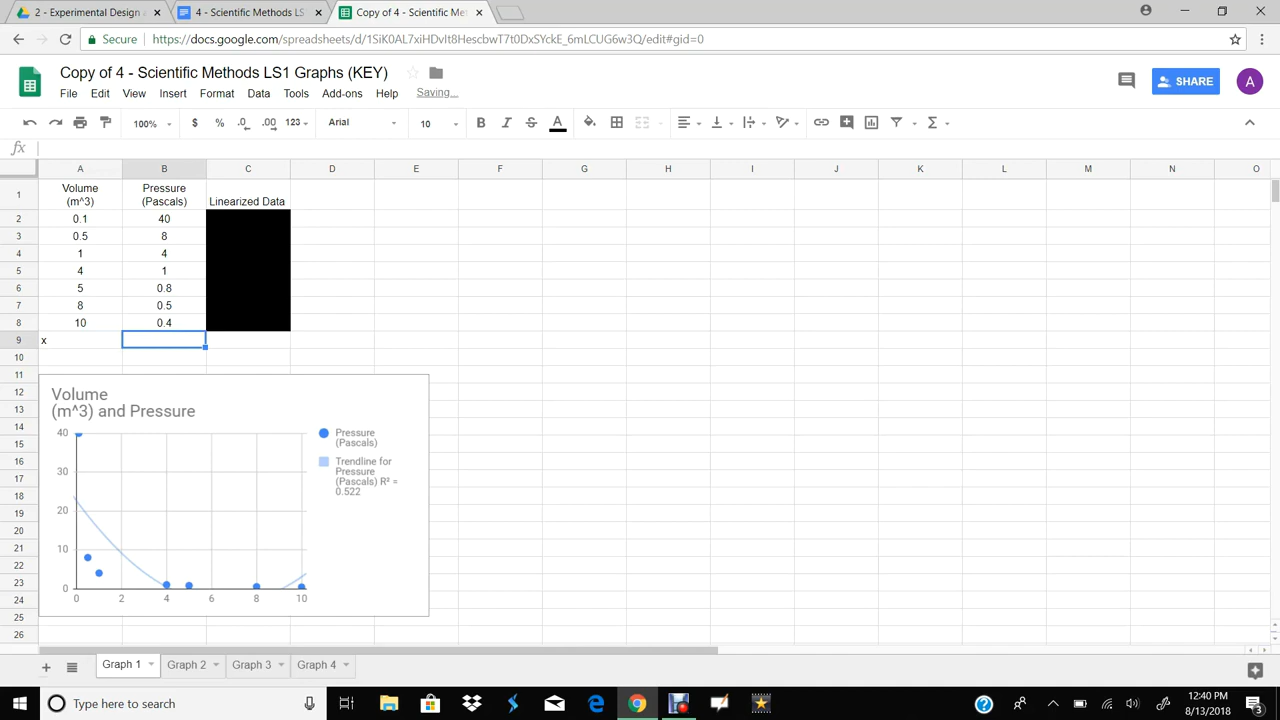 2 - Experimental Design
4 - Scientific Methods LS
Copy of 4 - Scientific Me
Secure
https://docs.google.com/spreadsheets/d/1SiK0AL7xiHDvIt8HescbwT7t0DxSYckE_6mLCUG6w3Q/edit#gid=0
Copy of 4 - Scientific Methods LS1 Graphs (KEY)
SHARE
A
File Edit View Insert Format Data Tools Add-ons Help Saving...
100% $ % .0 .00 123 Arial 10 B I S A Σ
fx
A B C D E F G H I J K L M N O
1 Volume (m^3) Pressure (Pascals) Linearized Data
2 0.1 40
3 0.5 8
4 1 4
5 4 1
6 5 0.8
7 8 0.5
8 10 0.4
9 x
10
11
12
13
14
15
16
17
18
19
20
21
22
23
24
25
26
Volume
(m^3) and Pressure
40
30
20
10
0
0 2 4 6 8 10
Pressure
(Pascals)
Trendline for
Pressure
(Pascals) R² =
0.522
Graph 1 Graph 2 Graph 3 Graph 4
Type here to search
12:40 PM
8/13/2018
3